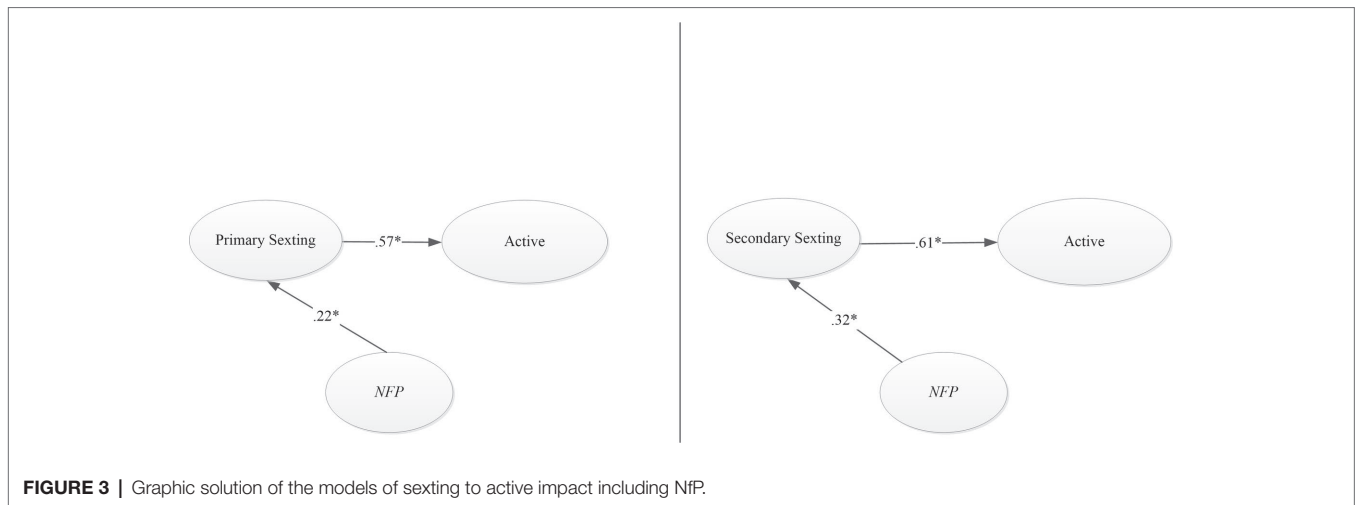 Primary Sexting
.57*
Active
.22*
NFP
Secondary Sexting
.61*
Active
.32*
NFP
FIGURE 3 | Graphic solution of the models of sexting to active impact including NfP.